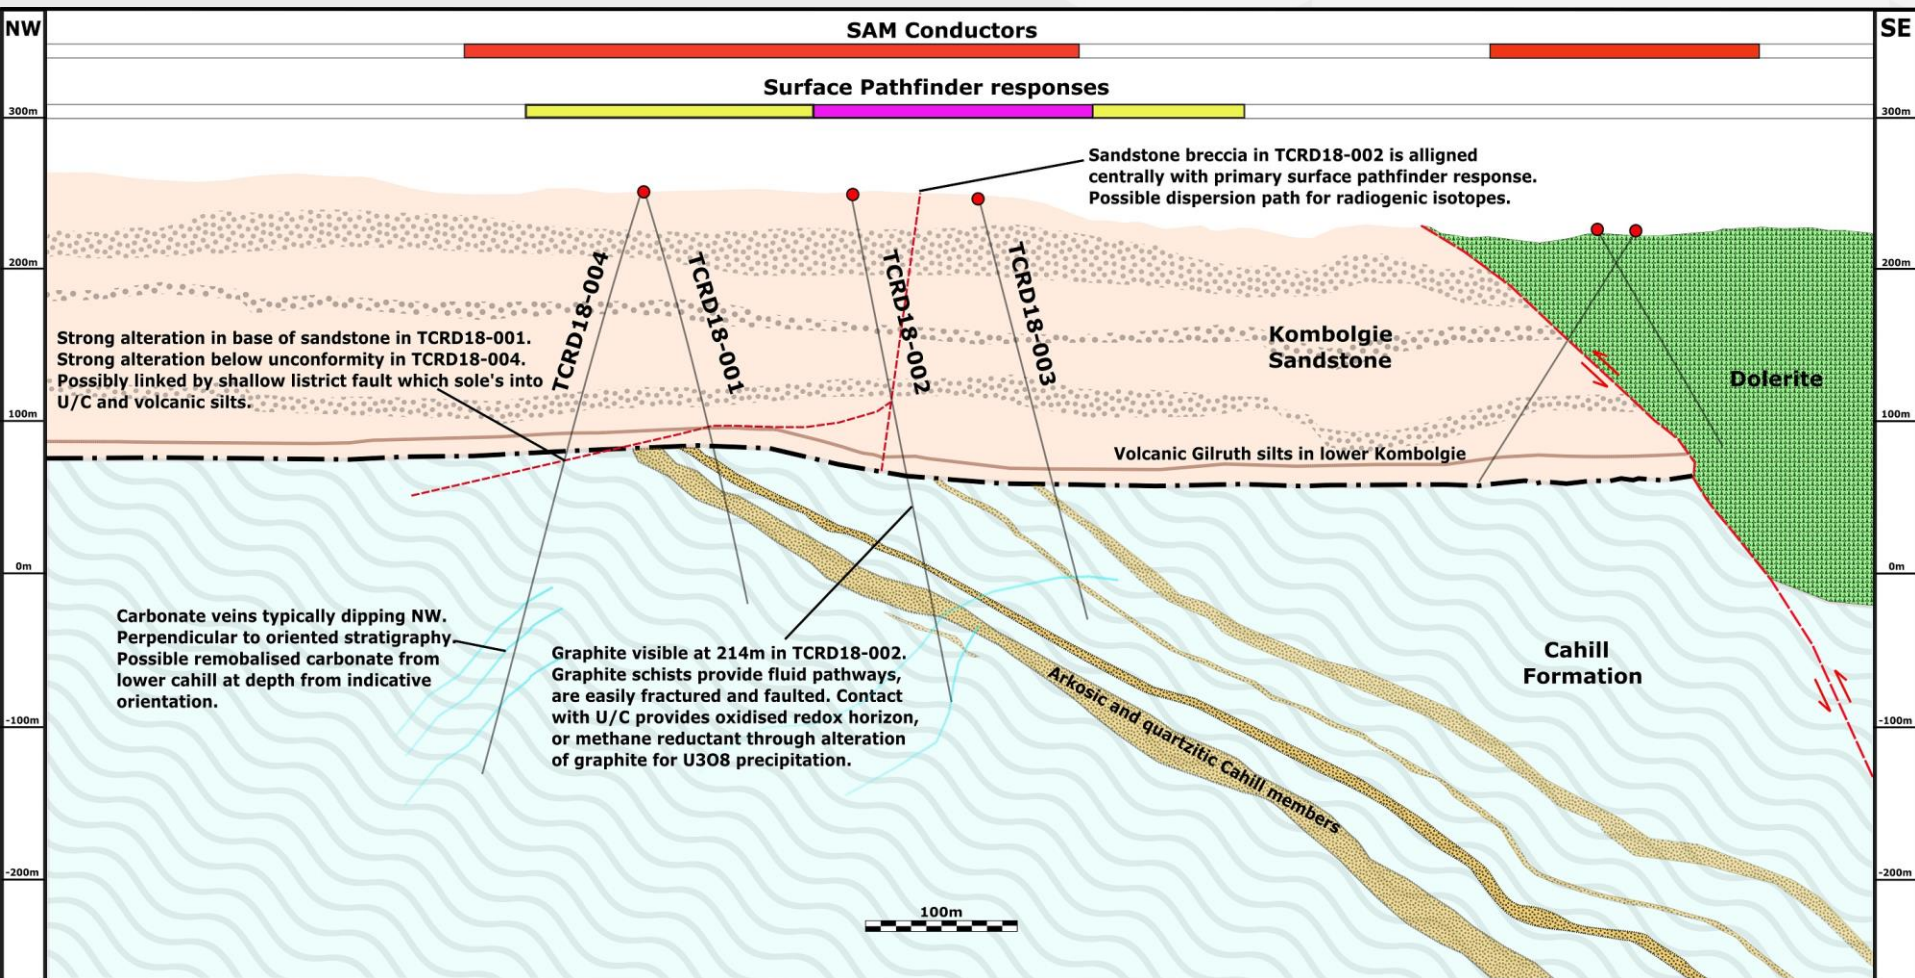 NW
SE
SAM Conductors
Surface Pathfinder responses
300m
300m
Sandstone breccia in TCRD18-002 is alligned
centrally with primary surface pathfinder response.
Possible dispersion path for radiogenic isotopes.
200m
200m
TCRD18-004
TCRD18-001
TCRD18-002
TCRD18-003
Strong alteration in base of sandstone in TCRD18-001.
Strong alteration below unconformity in TCRD18-004.
Possibly linked by shallow listrict fault which sole's into
U/C and volcanic silts.
Kombolgie
Sandstone
Dolerite
100m
100m
Volcanic Gilruth silts in lower Kombolgie
0m
0m
Carbonate veins typically dipping NW.
Perpendicular to oriented stratigraphy.
Possible remobalised carbonate from
lower cahill at depth from indicative
orientation.
Graphite visible at 214m in TCRD18-002.
Graphite schists provide fluid pathways,
are easily fractured and faulted. Contact
with U/C provides oxidised redox horizon,
or methane reductant through alteration
of graphite for U3O8 precipitation.
Cahill
Formation
Arkosic and quartzitic Cahill members
-100m
-100m
-200m
-200m
100m